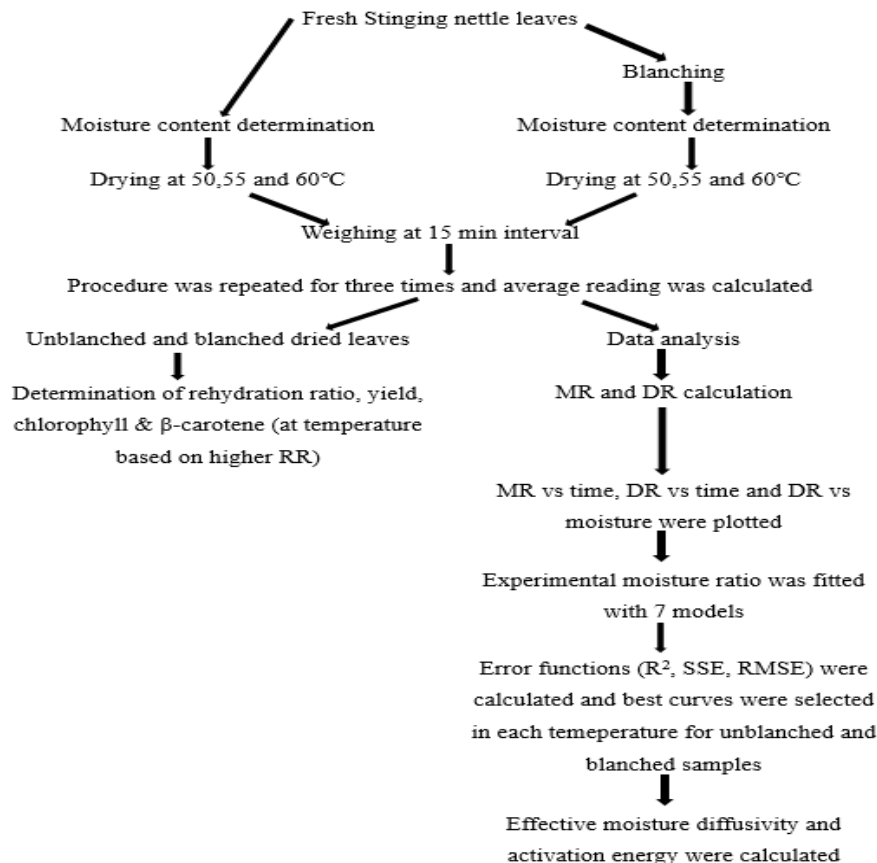 Fresh Stinging nettle leaves
Blanching
Moisture content determination
Moisture content determination
Drying at 50,55 and 60°C
Drying at 50,55 and 60°C
Weighing at 15 min interval
Procedure was repeated for three times and average reading was calculated
Unblanched and blanched dried leaves
Determination of rehydration ratio, yield,
chlorophyll & β-carotene (at temperature
based on higher RR)
Data analysis
MR and DR calculation
MR vs time, DR vs time and DR vs
moisture were plotted
Experimental moisture ratio was fitted
with 7 models
Error functions (R², SSE, RMSE) were
calculated and best curves were selected
in each temeperature for unblanched and
blanched samples
Effective moisture diffusivity and
activation energy were calculated